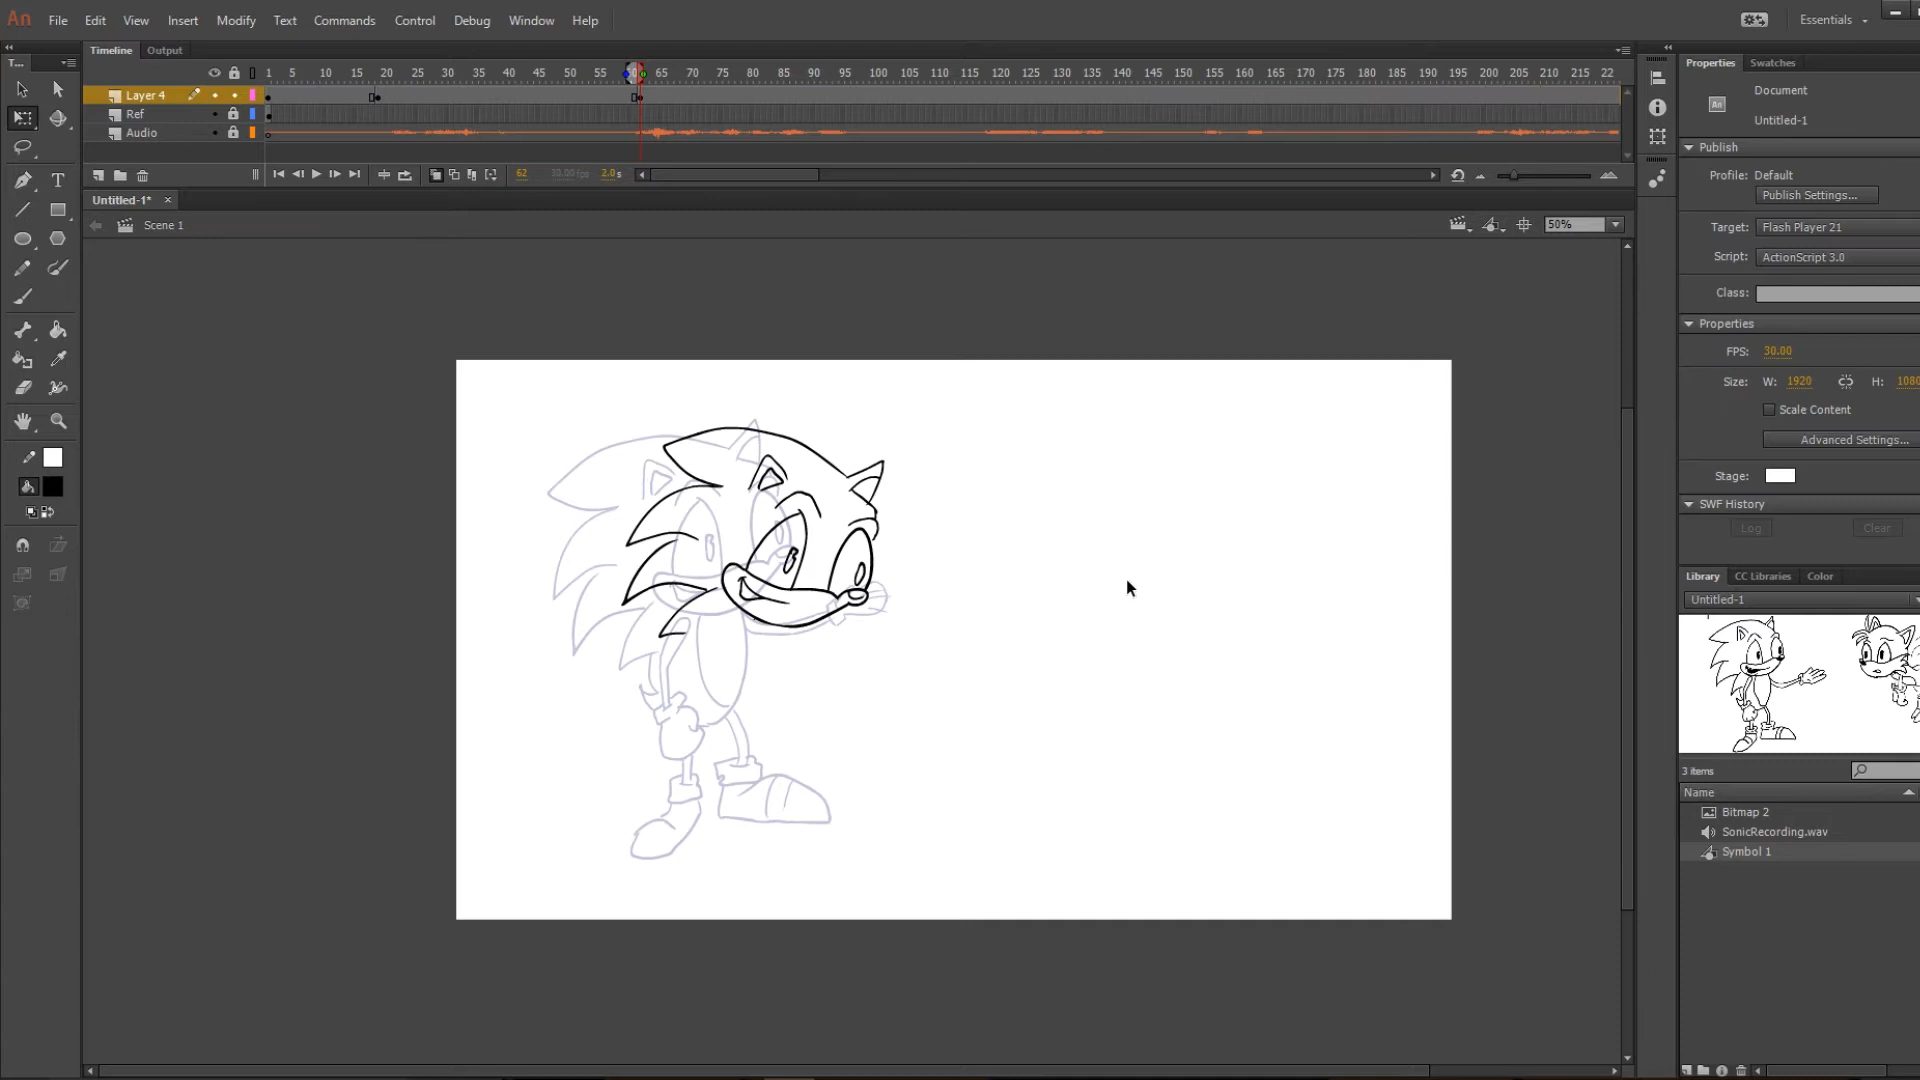 An File Edit View Insert Modify Text Commands Control Debug Window Help Essentials
Timeline Output
T... Properties Swatches
1 5 10 15 20 25 30 35 40 45 50 55 65 70 75 80 85 90 95 100 105 110 115 120 125 130 135 140 145 150 155 160 165 170 175 180 185 190 195 200 205 210 215 22
Layer 4
Ref
Audio
62 30.00 fps 2.0 s
Untitled-1* ×
Scene 1 50%
Document
An
Untitled-1
Publish
Profile: Default
Publish Settings...
Target: Flash Player 21
Script: ActionScript 3.0
Class:
Properties
FPS: 30.00
Size: W: 1920 H: 1080
Scale Content
Advanced Settings...
Stage:
SWF History
Log Clear
Library CC Libraries Color
Untitled-1
3 items
Name
Bitmap 2
SonicRecording.wav
Symbol 1